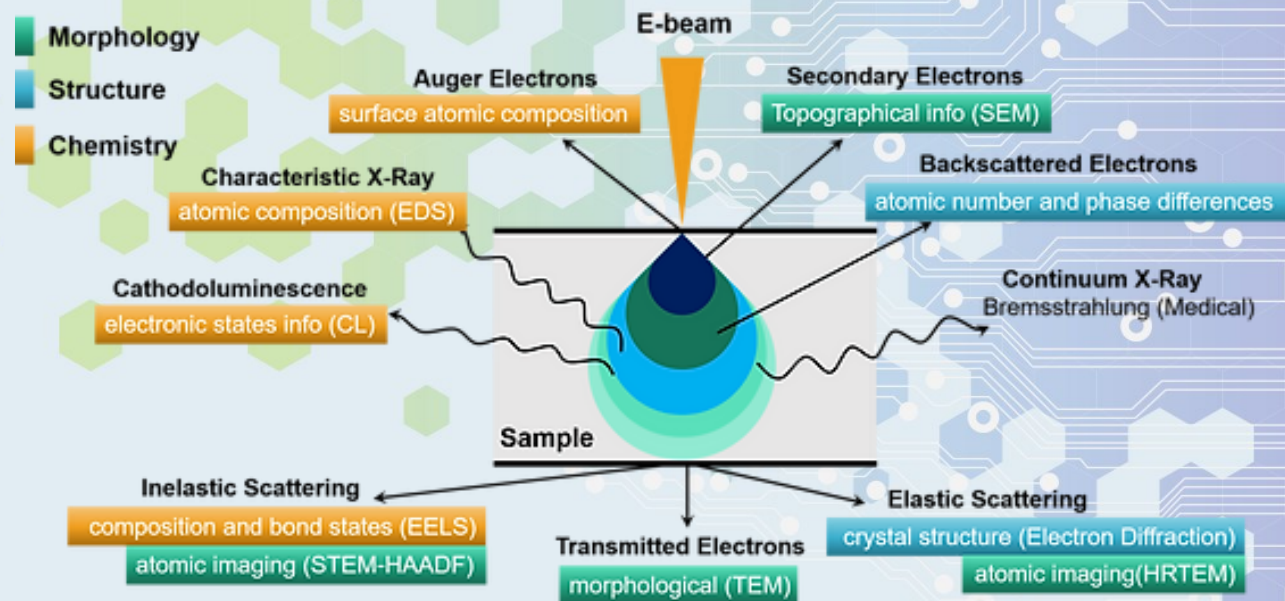 Morphology
Structure
Chemistry
E-beam
Auger Electrons
surface atomic composition
Secondary Electrons
Topographical info (SEM)
Characteristic X-Ray
atomic composition (EDS)
Backscattered Electrons
atomic number and phase differences
Cathodoluminescence
electronic states info (CL)
Continuum X-Ray
Bremsstrahlung (Medical)
Sample
Inelastic Scattering
composition and bond states (EELS)
atomic imaging (STEM-HAADF)
Transmitted Electrons
morphological (TEM)
Elastic Scattering
crystal structure (Electron Diffraction)
atomic imaging(HRTEM)